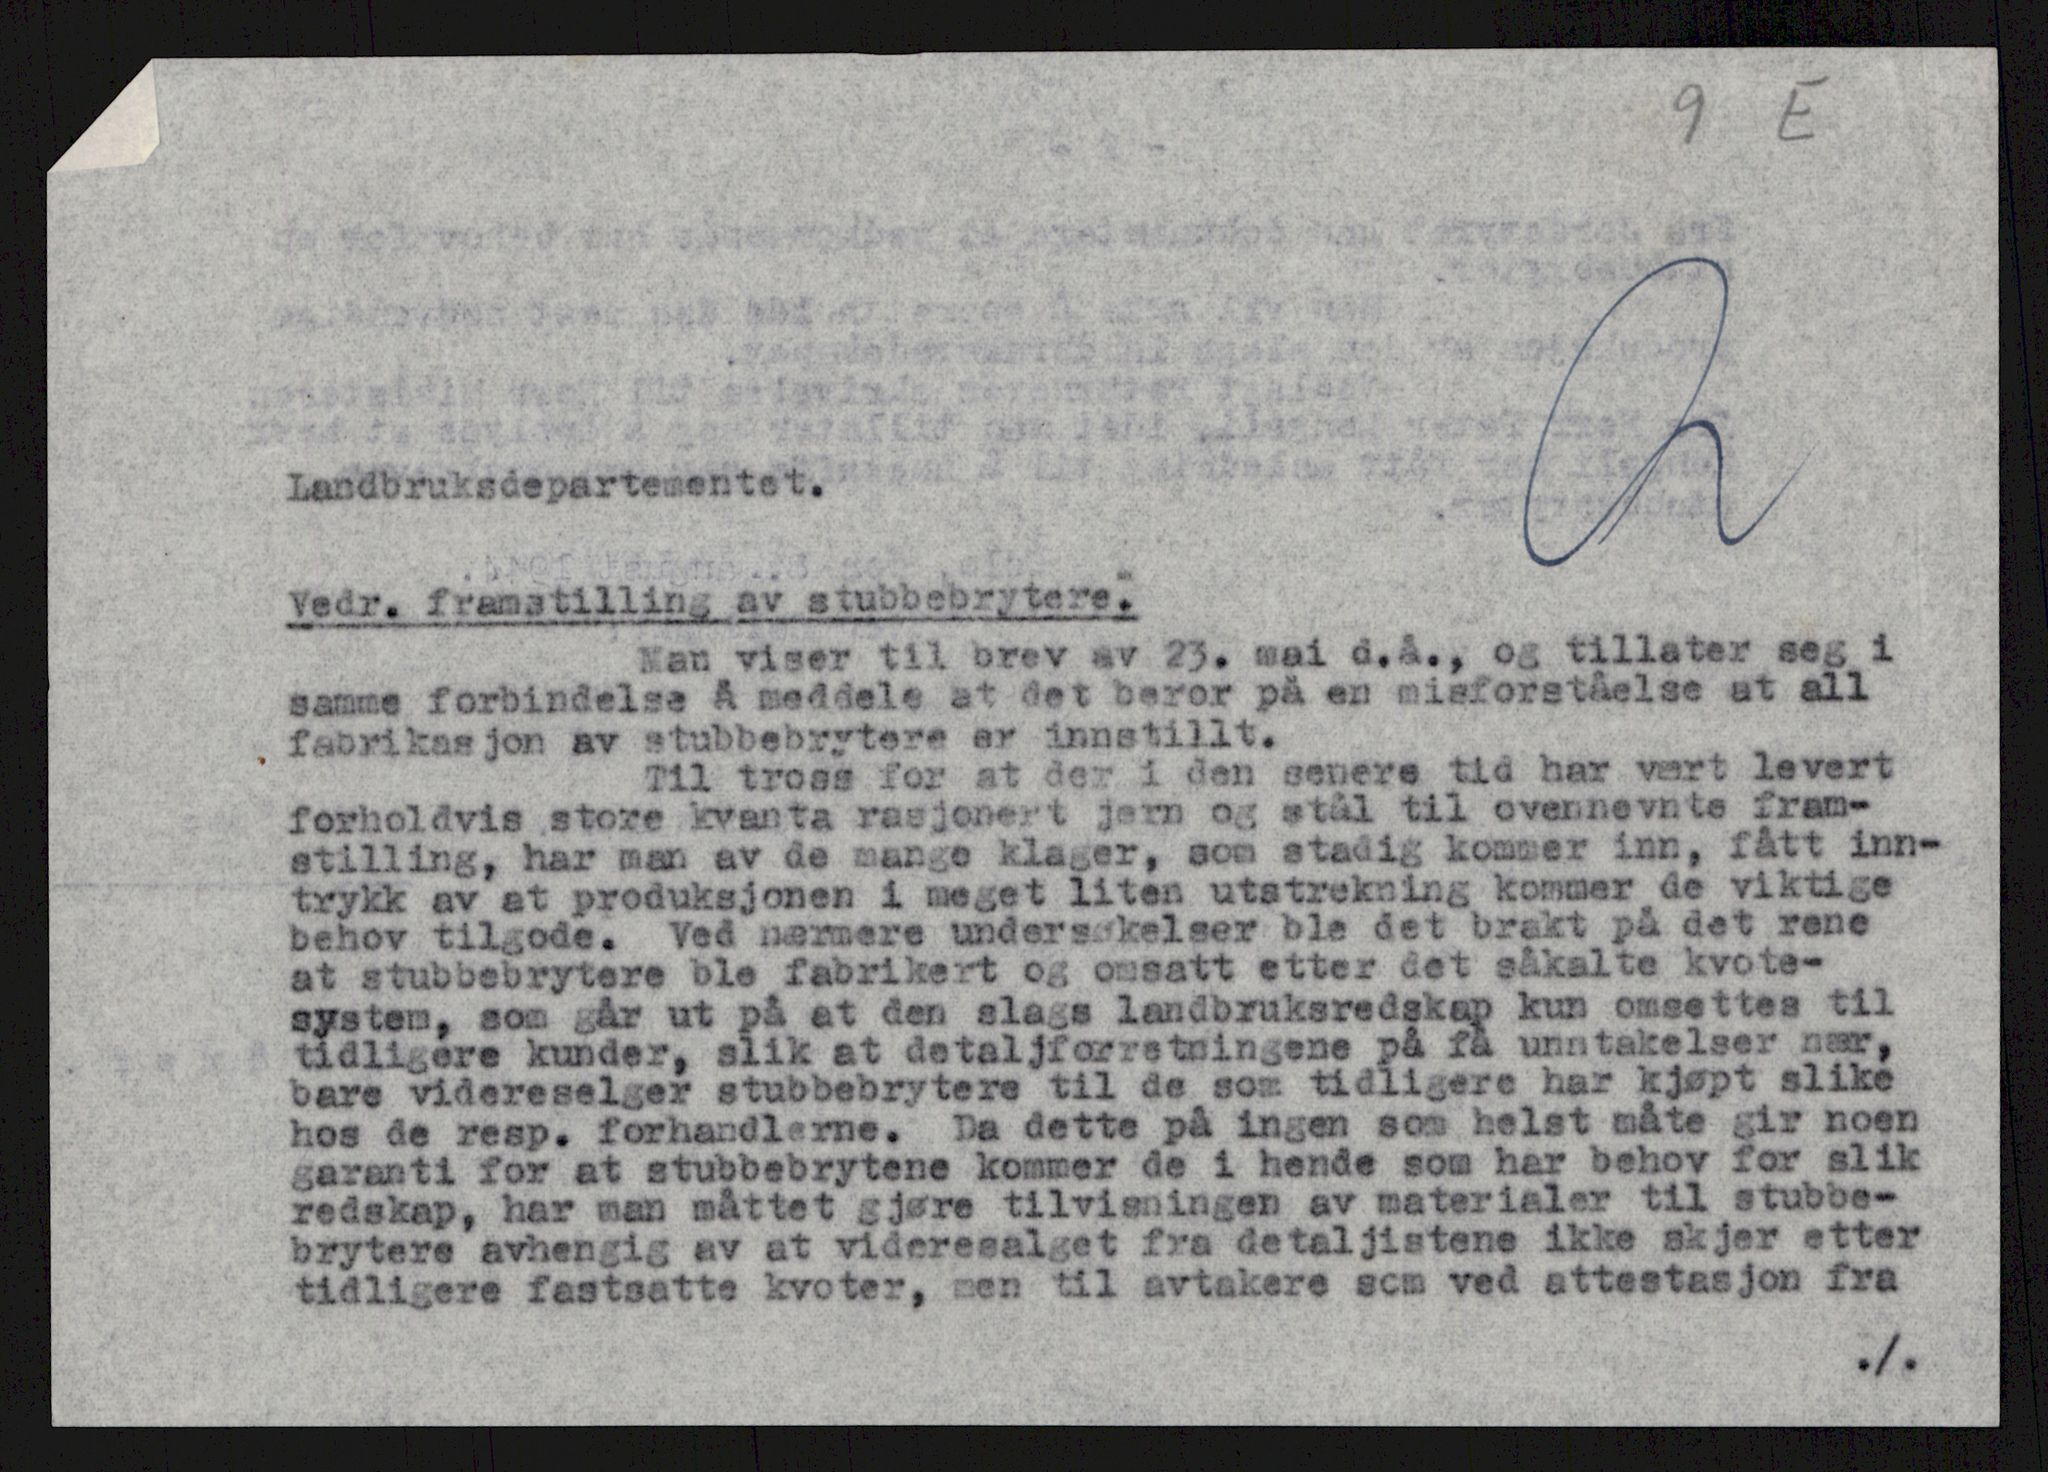 9 E
Landbruksdepartementet.
Vedr. framstilling av stubbebrytere.
Man viser til brev av 23. mai d.å., og tillater seg i
samme forbindelse å meddele at det beror på en misforståelse at all
fabrikasjon av stubbebrytere er innstillt.
Til tross for at der i den senere tid har vært levert
forholdvis store kvanta rasjonert jern og stål til ovennevnte fram-
stilling, har man av de mange klager, som stadig kommer inn, fått inn-
trykk av at produksjonen i meget liten utstrekning kommer de viktige
behov tilgode. Ved nærmere undersøkelser ble det brakt på det rene
at stubbebrytere ble fabrikert og omsatt etter det såkalte kvote-
system, som går ut på at den slags landbruksredskap kun omsettes til
tidligere kunder, slik at detaljforretningene på få unntakelser nær,
bare videreselger stubbebrytere til de som tidligere har kjøpt slike
hos de resp. forhandlerne. Da dette på ingen som helst måte gir noen
garanti for at stubbebrytene kommer de i hende som har behov for slik
redskap, har man måttet gjøre tilvisningen av materialer til stubbe-
brytere avhengig av at videresalget fra detaljistene ikke skjer etter
tidligere fastsatte kvoter, men til avtakere som ved attestasjon fra
./.